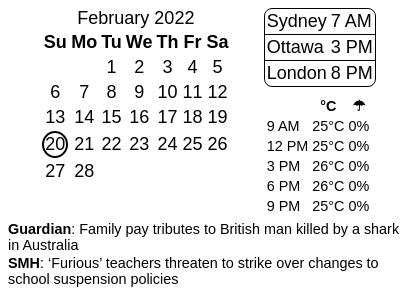 February 2022
Su Mo Tu We Th Fr Sa
1 2 3 4 5
6 7 8 9 10 11 12
13 14 15 16 17 18 19
20 21 22 23 24 25 26
27 28
Sydney 7 AM
Ottawa 3 PM
London 8 PM
°C ☂
9 AM 25°C 0%
12 PM 25°C 0%
3 PM 26°C 0%
6 PM 26°C 0%
9 PM 25°C 0%
Guardian: Family pay tributes to British man killed by a shark
in Australia
SMH: ‘Furious’ teachers threaten to strike over changes to
school suspension policies